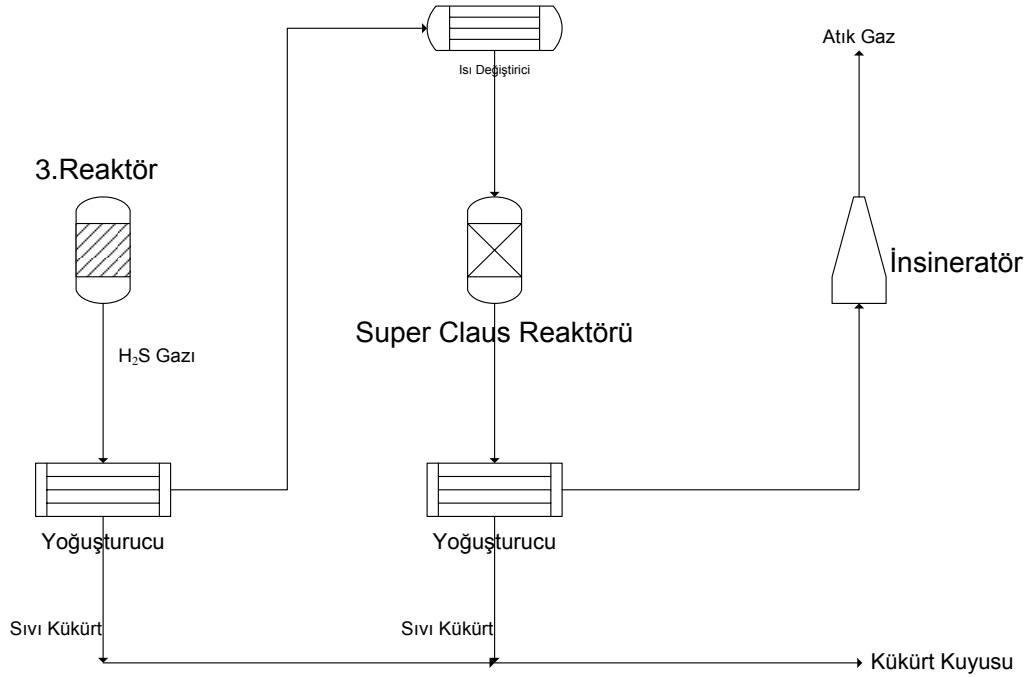 Atık Gaz
Isı Değiştirici
3.Reaktör
İnsineratör
Super Claus Reaktörü
H₂S Gazı
Yoğuşturucu
Yoğuşturucu
Sıvı Kükürt
Sıvı Kükürt
Kükürt Kuyusu